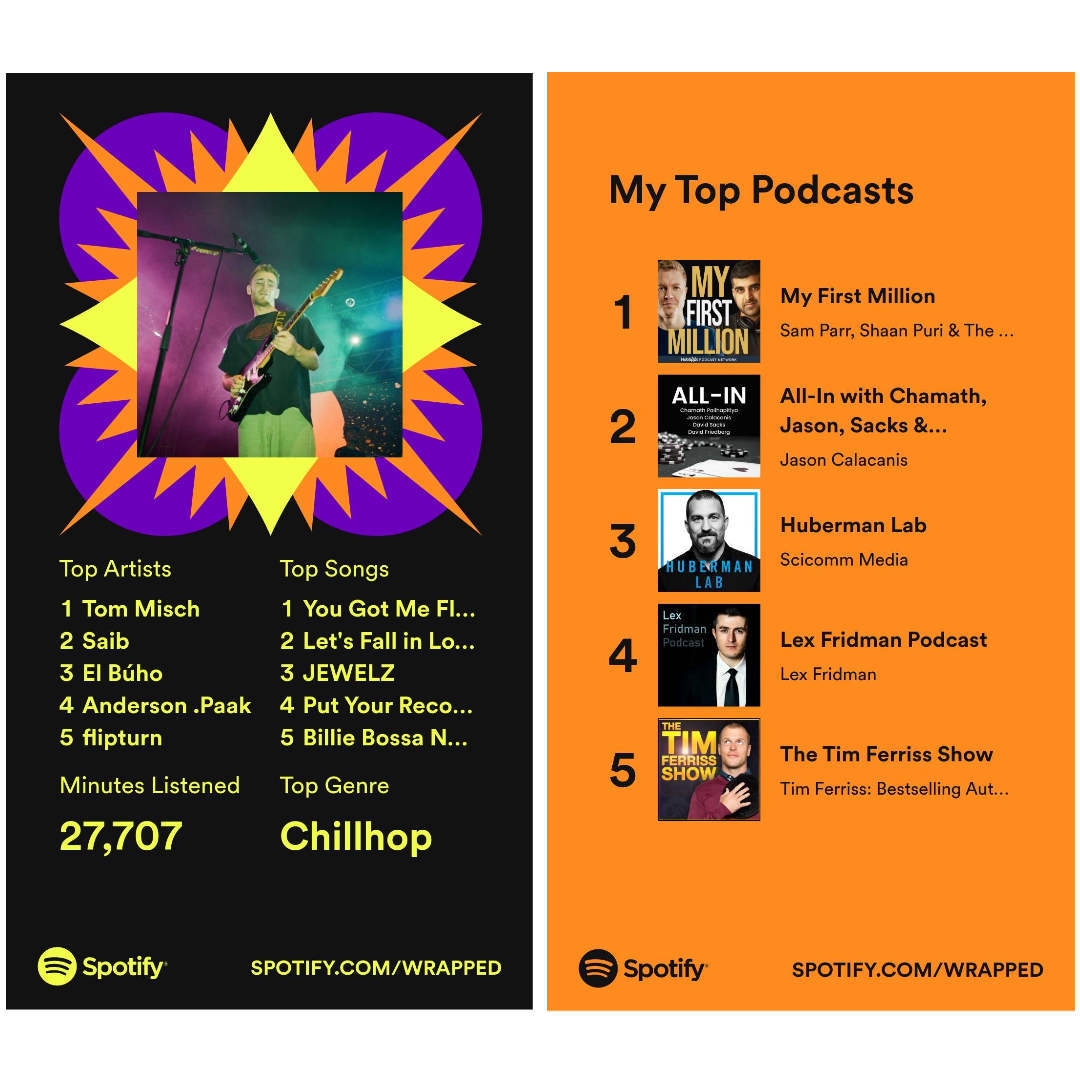 Top Artists
1 Tom Misch
2 Saib
3 El Búho
4 Anderson .Paak
5 flipturn
Top Songs
1 You Got Me Fl...
2 Let's Fall in Lo...
3 JEWELZ
4 Put Your Reco...
5 Billie Bossa N...
Minutes Listened
27,707
Top Genre
Chillhop
Spotify
SPOTIFY.COM/WRAPPED
My Top Podcasts
1
MY
FIRST
MILLION
HubSpot PODCAST NETWORK
My First Million
Sam Parr, Shaan Puri & The ...
2
ALL-IN
Chamath Palihapitiya
Jason Calacanis
David Sacks
David Friedberg
All-In with Chamath,
Jason, Sacks &...
Jason Calacanis
3
HUBERMAN
LAB
Huberman Lab
Scicomm Media
4
Lex
Fridman
Podcast
Lex Fridman Podcast
Lex Fridman
5
THE
TIM
FERRISS
SHOW
The Tim Ferriss Show
Tim Ferriss: Bestselling Aut...
Spotify
SPOTIFY.COM/WRAPPED